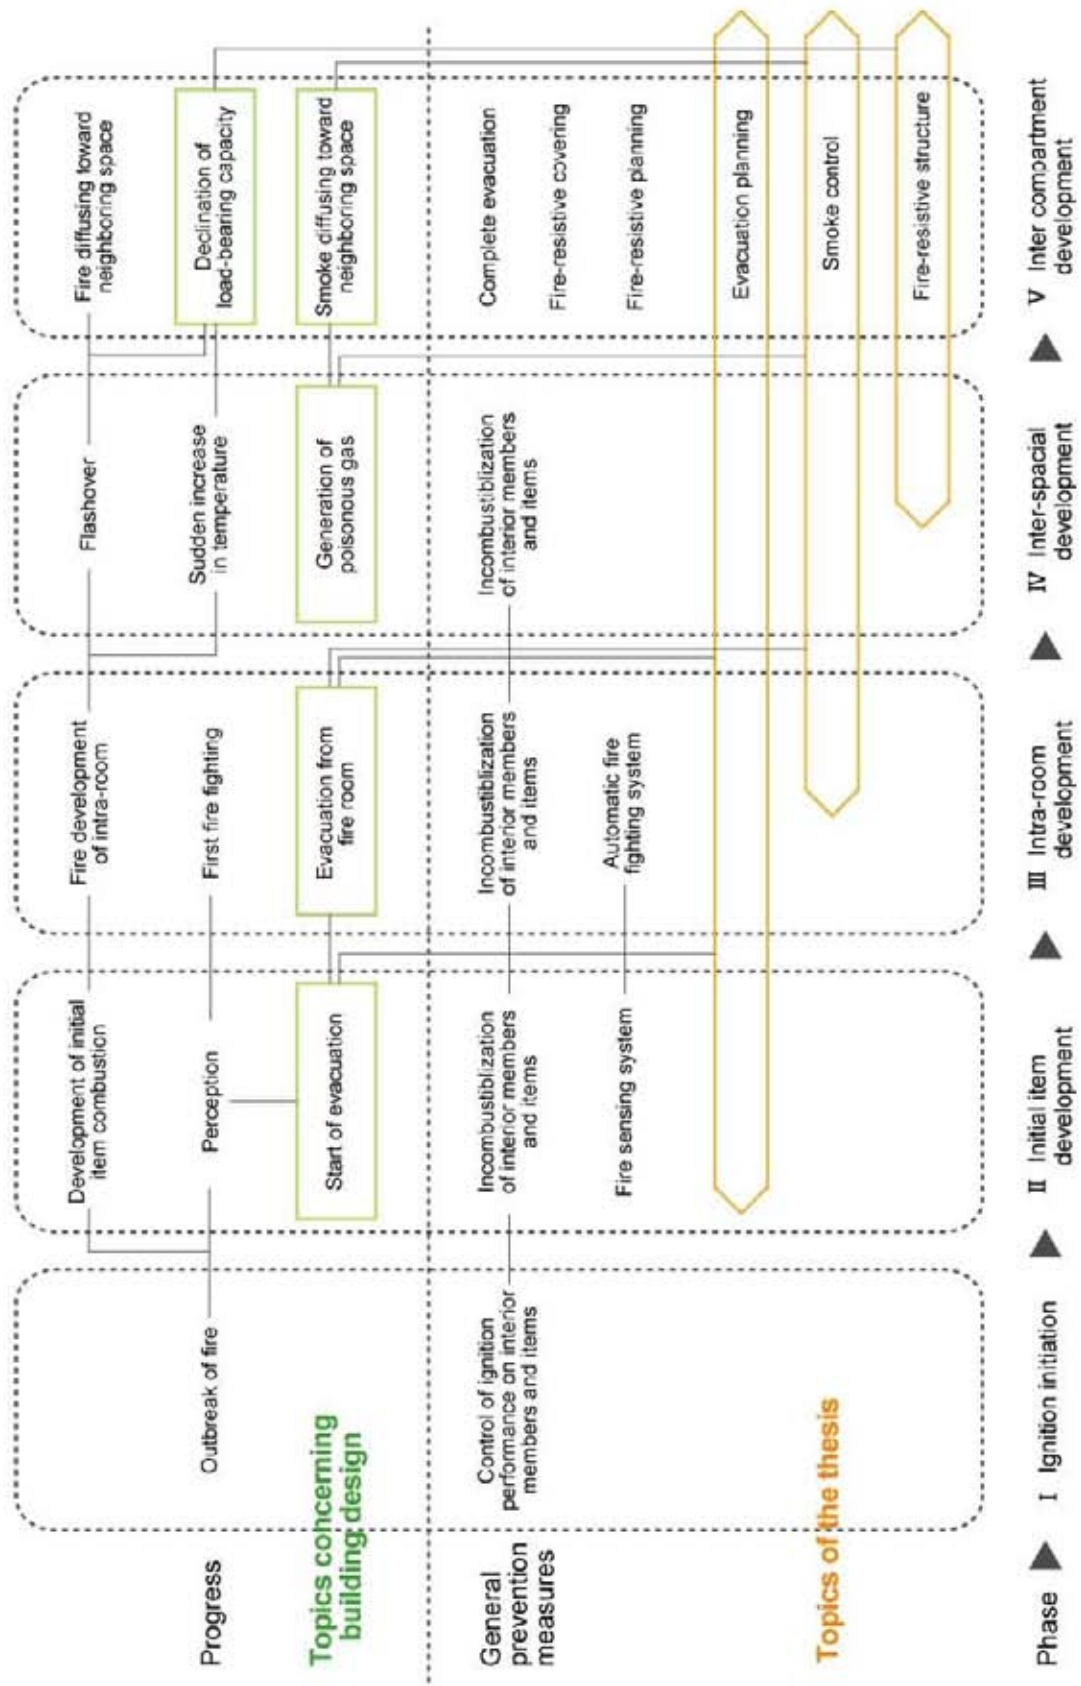 Progress
Outbreak of fire
Development of initial
item combustion
Perception
Fire development
of intra-room
First fire fighting
Flashover
Sudden increase
in temperature
Fire diffusing toward
neighboring space
Declination of
load-bearing capacity
Topics concerning
building design
Start of evacuation
Evacuation from
fire room
Generation of
poisonous gas
Smoke diffusing toward
neighboring space
General
prevention
measures
Control of ignition
performance on interior
members and items
Incombustiblization
of interior members
and items
Fire sensing system
Incombustiblization
of interior members
and items
Automatic fire
fighting system
Incombustiblization
of interior members
and items
Complete evacuation
Fire-resistive covering
Fire-resistive planning
Topics of the thesis
Evacuation planning
Smoke control
Fire-resistive structure
Phase ▶ I Ignition initiation ▶ II Initial item
development ▶ III Intra-room
development ▶ IV Inter-spacial
development ▶ V Inter compartment
development